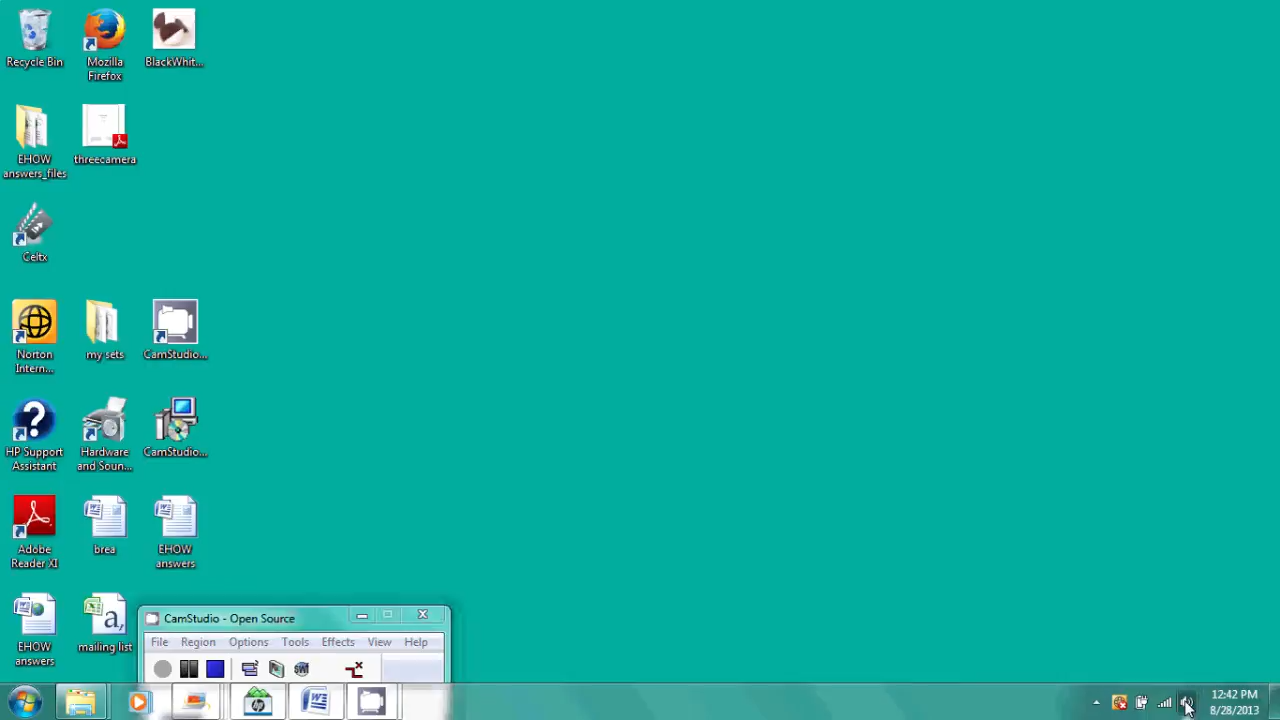 Recycle Bin
Mozilla
Firefox
BlackWhit...
EHOW
answers_files
threecamera
Celtx
Norton
Intern...
my sets
CamStudio...
HP Support
Assistant
Hardware
and Soun...
CamStudio...
Adobe
Reader XI
brea
EHOW
answers
EHOW
answers
mailing list
CamStudio - Open Source
File Region Options Tools Effects View Help
12:42 PM
8/28/2013